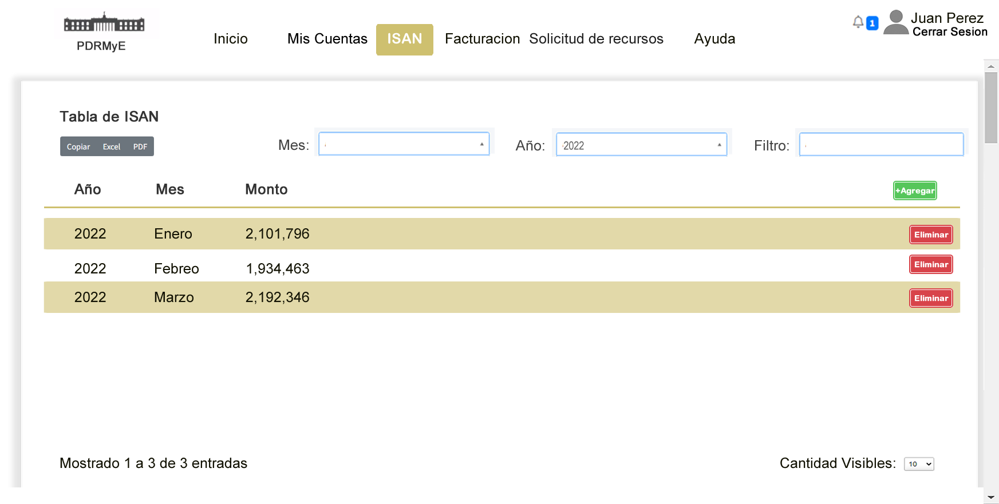 PDRMyE
Inicio Mis Cuentas ISAN Facturacion Solicitud de recursos Ayuda
1 Juan Perez
Cerrar Sesion
Tabla de ISAN
Copiar Excel PDF
Mes: Año: 2022 Filtro:
Año Mes Monto +Agregar
2022 Enero 2,101,796 Eliminar
2022 Febreo 1,934,463 Eliminar
2022 Marzo 2,192,346 Eliminar
Mostrado 1 a 3 de 3 entradas Cantidad Visibles: 10